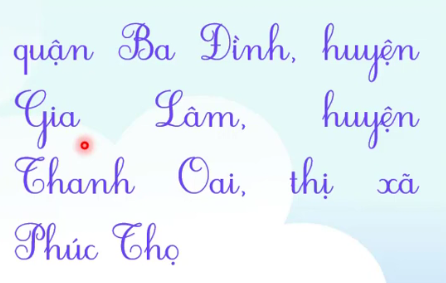 quận Ba Đình, huyện
Gia Lâm, huyện
Thanh Oai, thị xã
Phúc Thọ